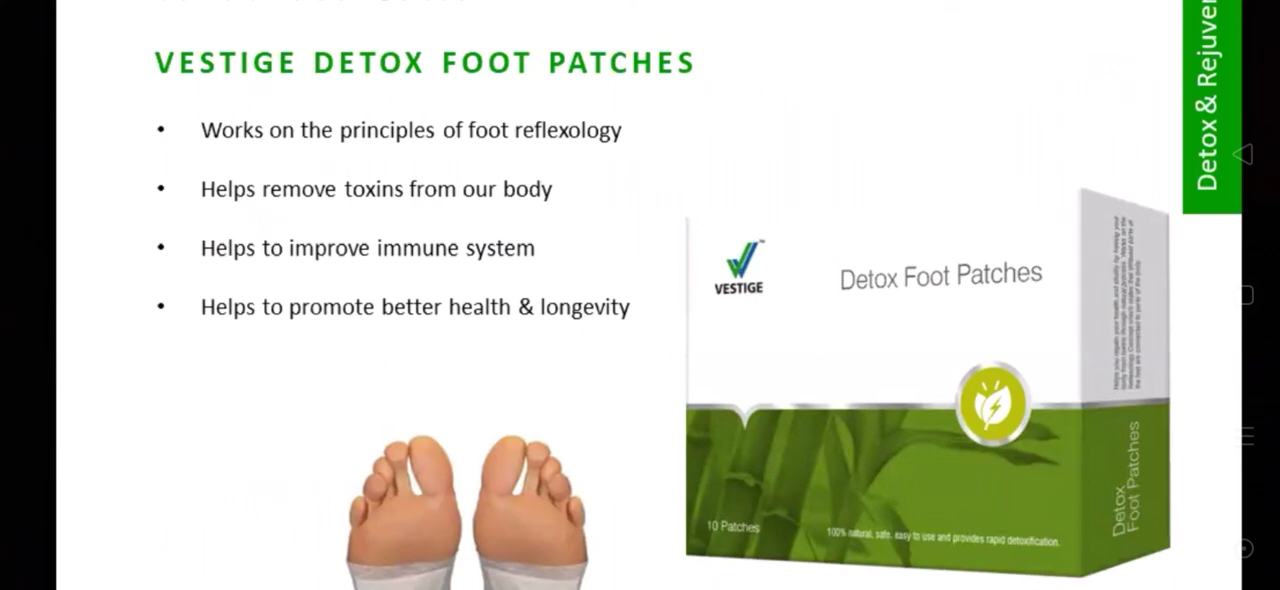 VESTIGE DETOX FOOT PATCHES
• Works on the principles of foot reflexology
• Helps remove toxins from our body
• Helps to improve immune system
• Helps to promote better health & longevity
Detox & Rejuver
VESTIGE
Detox Foot Patches
10 Patches
100% natural, safe, easy to use and provides rapid detoxification.
Detox
Foot Patches